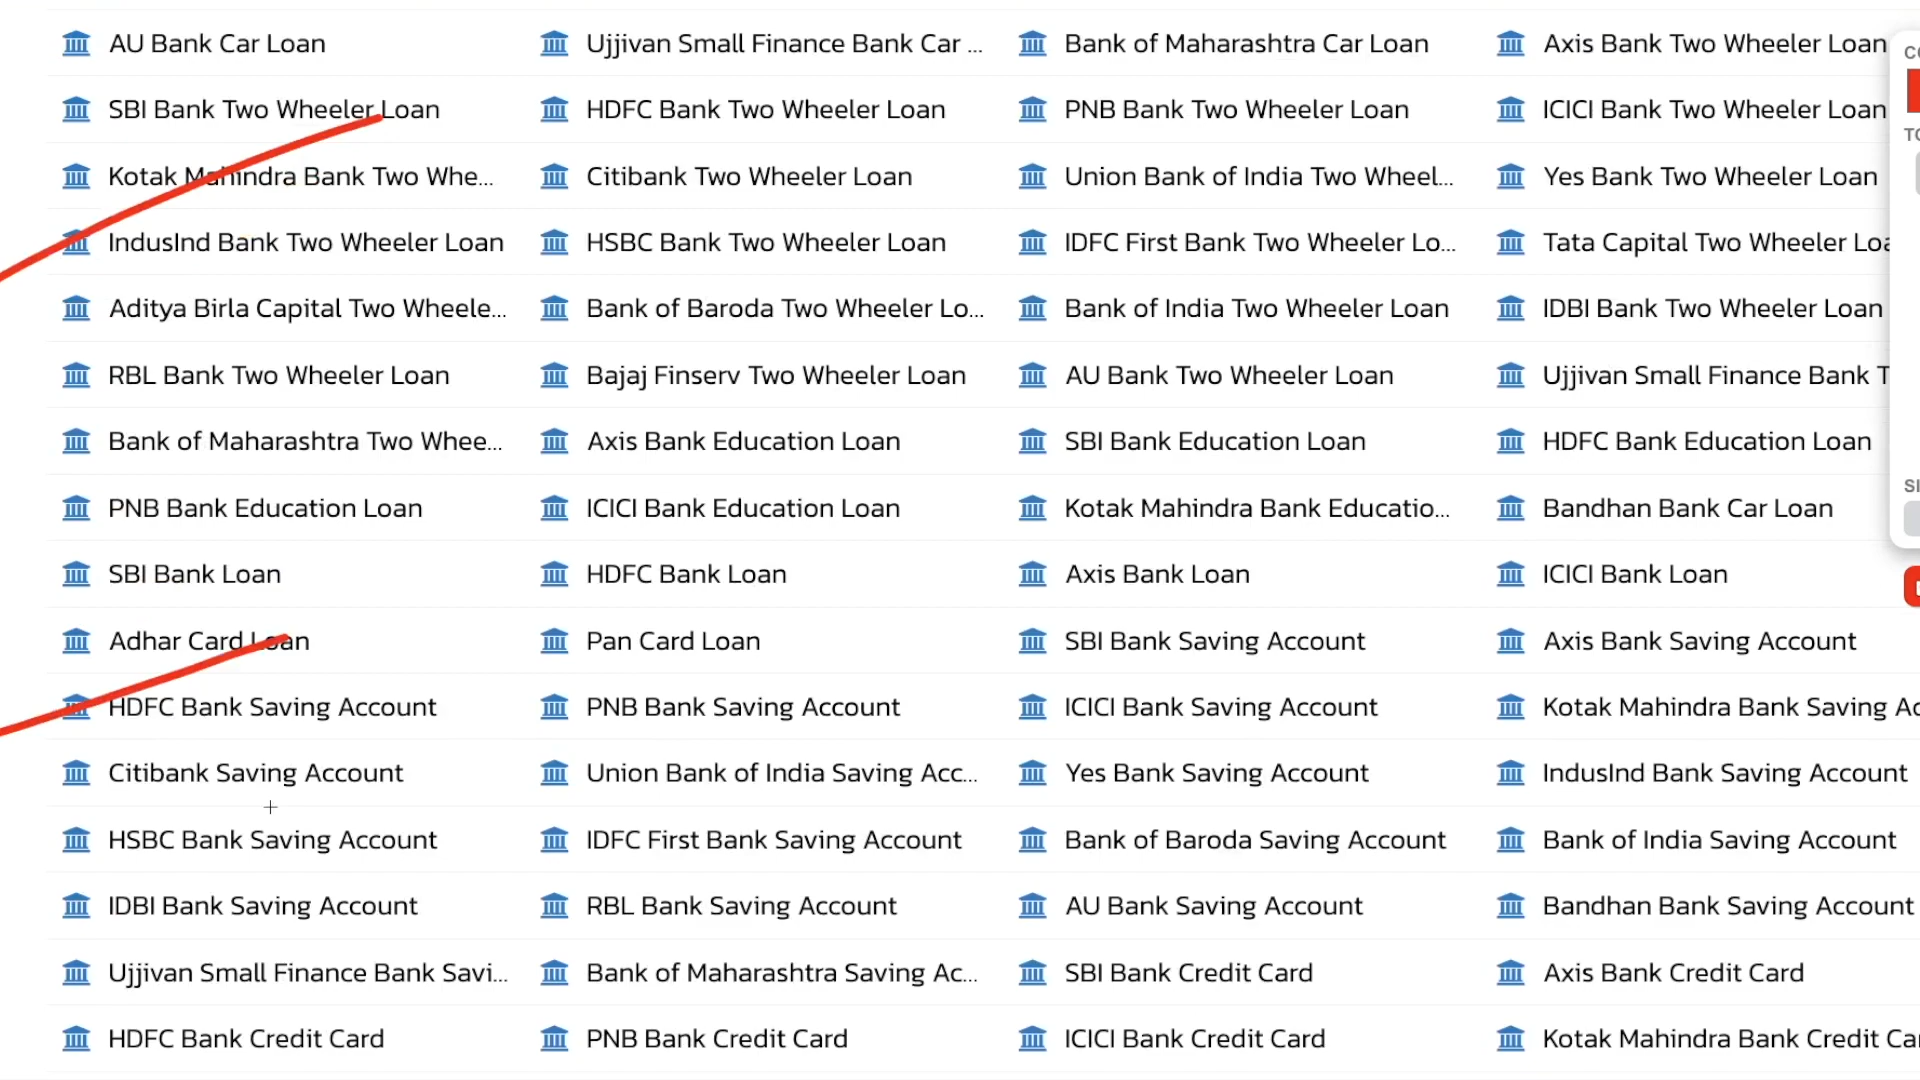 AU Bank Car Loan Ujjivan Small Finance Bank Car ... Bank of Maharashtra Car Loan Axis Bank Two Wheeler Loan
SBI Bank Two Wheeler Loan HDFC Bank Two Wheeler Loan PNB Bank Two Wheeler Loan ICICI Bank Two Wheeler Loan
Kotak Mahindra Bank Two Whe... Citibank Two Wheeler Loan Union Bank of India Two Wheel... Yes Bank Two Wheeler Loan
IndusInd Bank Two Wheeler Loan HSBC Bank Two Wheeler Loan IDFC First Bank Two Wheeler Lo... Tata Capital Two Wheeler Loa
Aditya Birla Capital Two Wheele... Bank of Baroda Two Wheeler Lo... Bank of India Two Wheeler Loan IDBI Bank Two Wheeler Loan
RBL Bank Two Wheeler Loan Bajaj Finserv Two Wheeler Loan AU Bank Two Wheeler Loan Ujjivan Small Finance Bank T
Bank of Maharashtra Two Whee... Axis Bank Education Loan SBI Bank Education Loan HDFC Bank Education Loan
PNB Bank Education Loan ICICI Bank Education Loan Kotak Mahindra Bank Educatio... Bandhan Bank Car Loan
SBI Bank Loan HDFC Bank Loan Axis Bank Loan ICICI Bank Loan
Adhar Card Loan Pan Card Loan SBI Bank Saving Account Axis Bank Saving Account
HDFC Bank Saving Account PNB Bank Saving Account ICICI Bank Saving Account Kotak Mahindra Bank Saving Ac
Citibank Saving Account Union Bank of India Saving Acc... Yes Bank Saving Account IndusInd Bank Saving Account
HSBC Bank Saving Account IDFC First Bank Saving Account Bank of Baroda Saving Account Bank of India Saving Account
IDBI Bank Saving Account RBL Bank Saving Account AU Bank Saving Account Bandhan Bank Saving Account
Ujjivan Small Finance Bank Savi... Bank of Maharashtra Saving Ac... SBI Bank Credit Card Axis Bank Credit Card
HDFC Bank Credit Card PNB Bank Credit Card ICICI Bank Credit Card Kotak Mahindra Bank Credit Ca